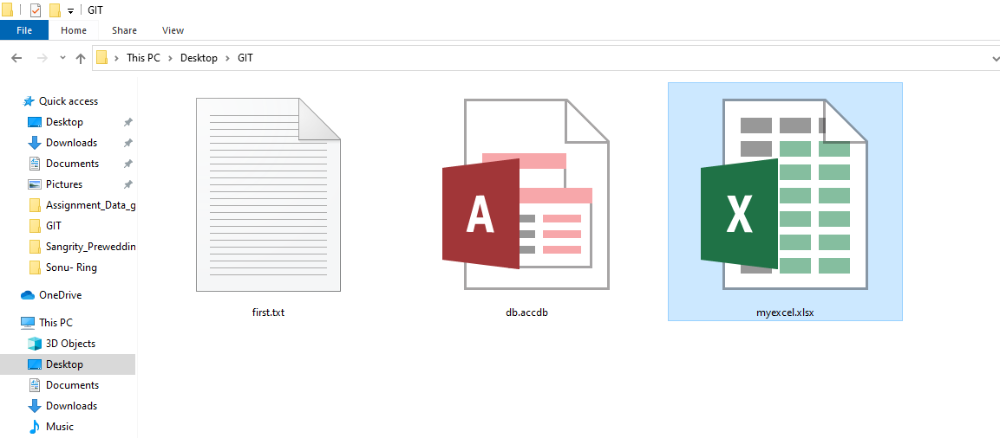 GIT
File Home Share View
This PC Desktop GIT
Quick access
Desktop
Downloads
Documents
Pictures
Assignment_Data_g
GIT
Sangrity_Preweddin
Sonu- Ring
OneDrive
This PC
3D Objects
Desktop
Documents
Downloads
Music
A
X
first.txt db.accdb myexcel.xlsx